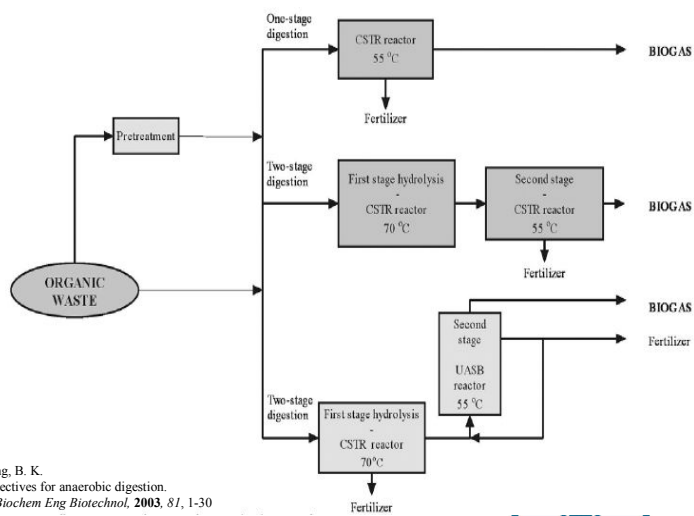 One-stage
digestion
CSTR reactor
55 °C
BIOGAS
Fertilizer
Pretreatment
Two-stage
digestion
First stage hydrolysis
-
CSTR reactor
70 °C
Second stage
-
CSTR reactor
55 °C
BIOGAS
Fertilizer
ORGANIC
WASTE
BIOGAS
Second
stage
UASB
reactor
55 °C
Fertilizer
Two-stage
digestion
First stage hydrolysis
-
CSTR reactor
70°C
Fertilizer
ng, B. K.
ectives for anaerobic digestion.
Biochem Eng Biotechnol, 2003, 81, 1-30